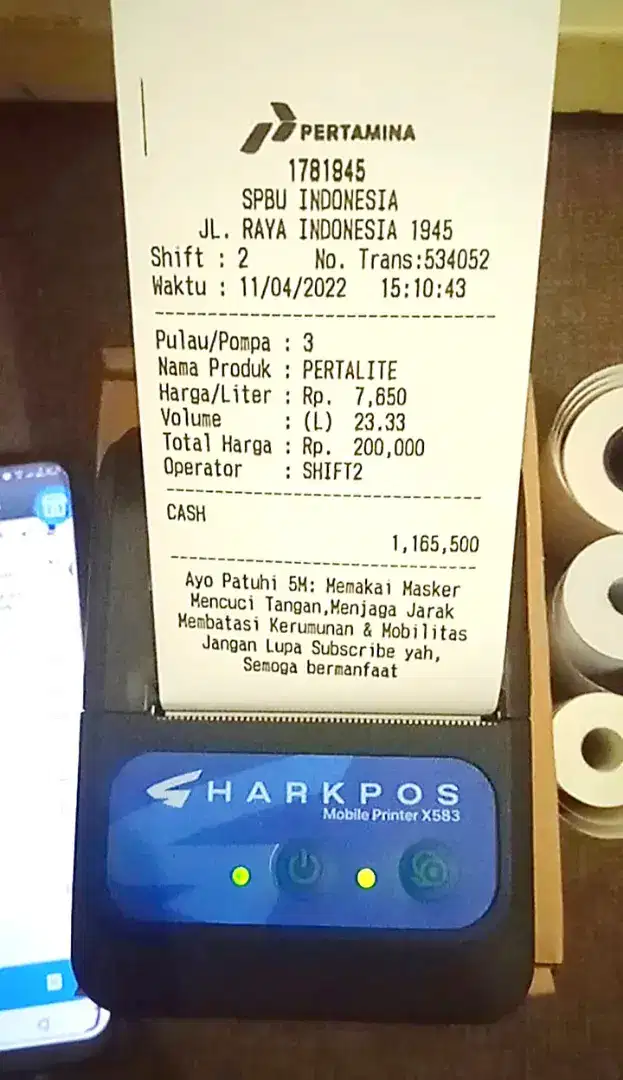 PERTAMINA
1781945
SPBU INDONESIA
JL. RAYA INDONESIA 1945
Shift : 2 No. Trans:534052
Waktu : 11/04/2022 15:10:43
Pulau/Pompa : 3
Nama Produk : PERTALITE
Harga/Liter : Rp. 7,650
Volume : (L) 23.33
Total Harga : Rp. 200,000
Operator : SHIFT2
CASH
1,165,500
Ayo Patuhi 5M: Memakai Masker
Mencuci Tangan,Menjaga Jarak
Membatasi Kerumunan & Mobilitas
Jangan Lupa Subscribe yah,
Semoga bermanfaat
SHARKPOS
Mobile Printer X583